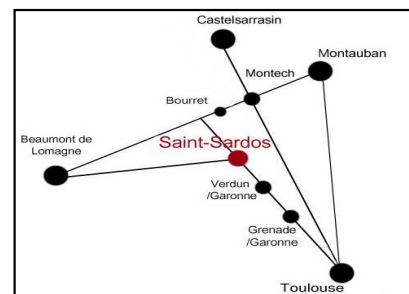 Castelsarrasin
Montauban
Montech
Bourret
Saint-Sardos
Beaumont de
Lomagne
Verdun
/Garonne
Grenade
/Garonne
Toulouse